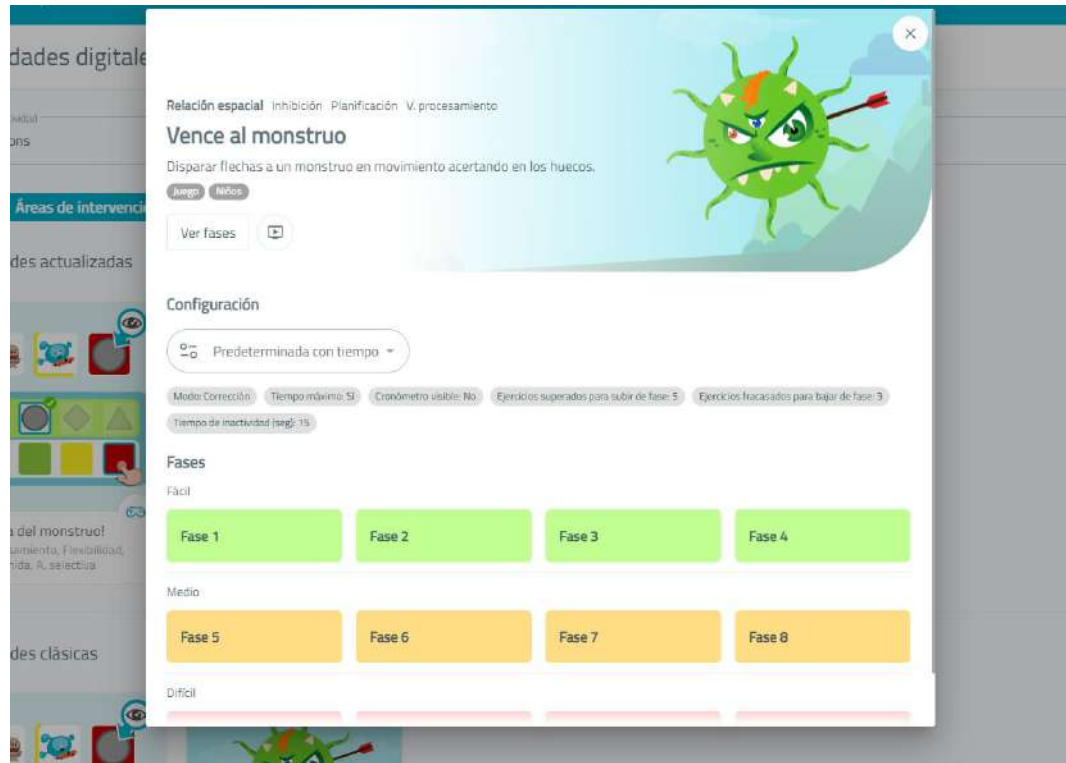 dades digitale
ons
Áreas de intervenci
des actualizadas
del monstruo!
des clásicas
Relación espacial Inhibición Planificación V. procesamiento
Vence al monstruo
Disparar flechas a un monstruo en movimiento acertando en los huecos.
Juego Niños
Ver fases
Configuración
Predeterminada con tiempo
Modo: Corrección Tiempo máximo: Sí Cronómetro visible: No Ejercicios superados para subir de fase: 5 Ejercicios fracasados para bajar de fase: 3
Tiempo de inactividad (seg): 15
Fases
Fácil
Fase 1 Fase 2 Fase 3 Fase 4
Medio
Fase 5 Fase 6 Fase 7 Fase 8
Difícil